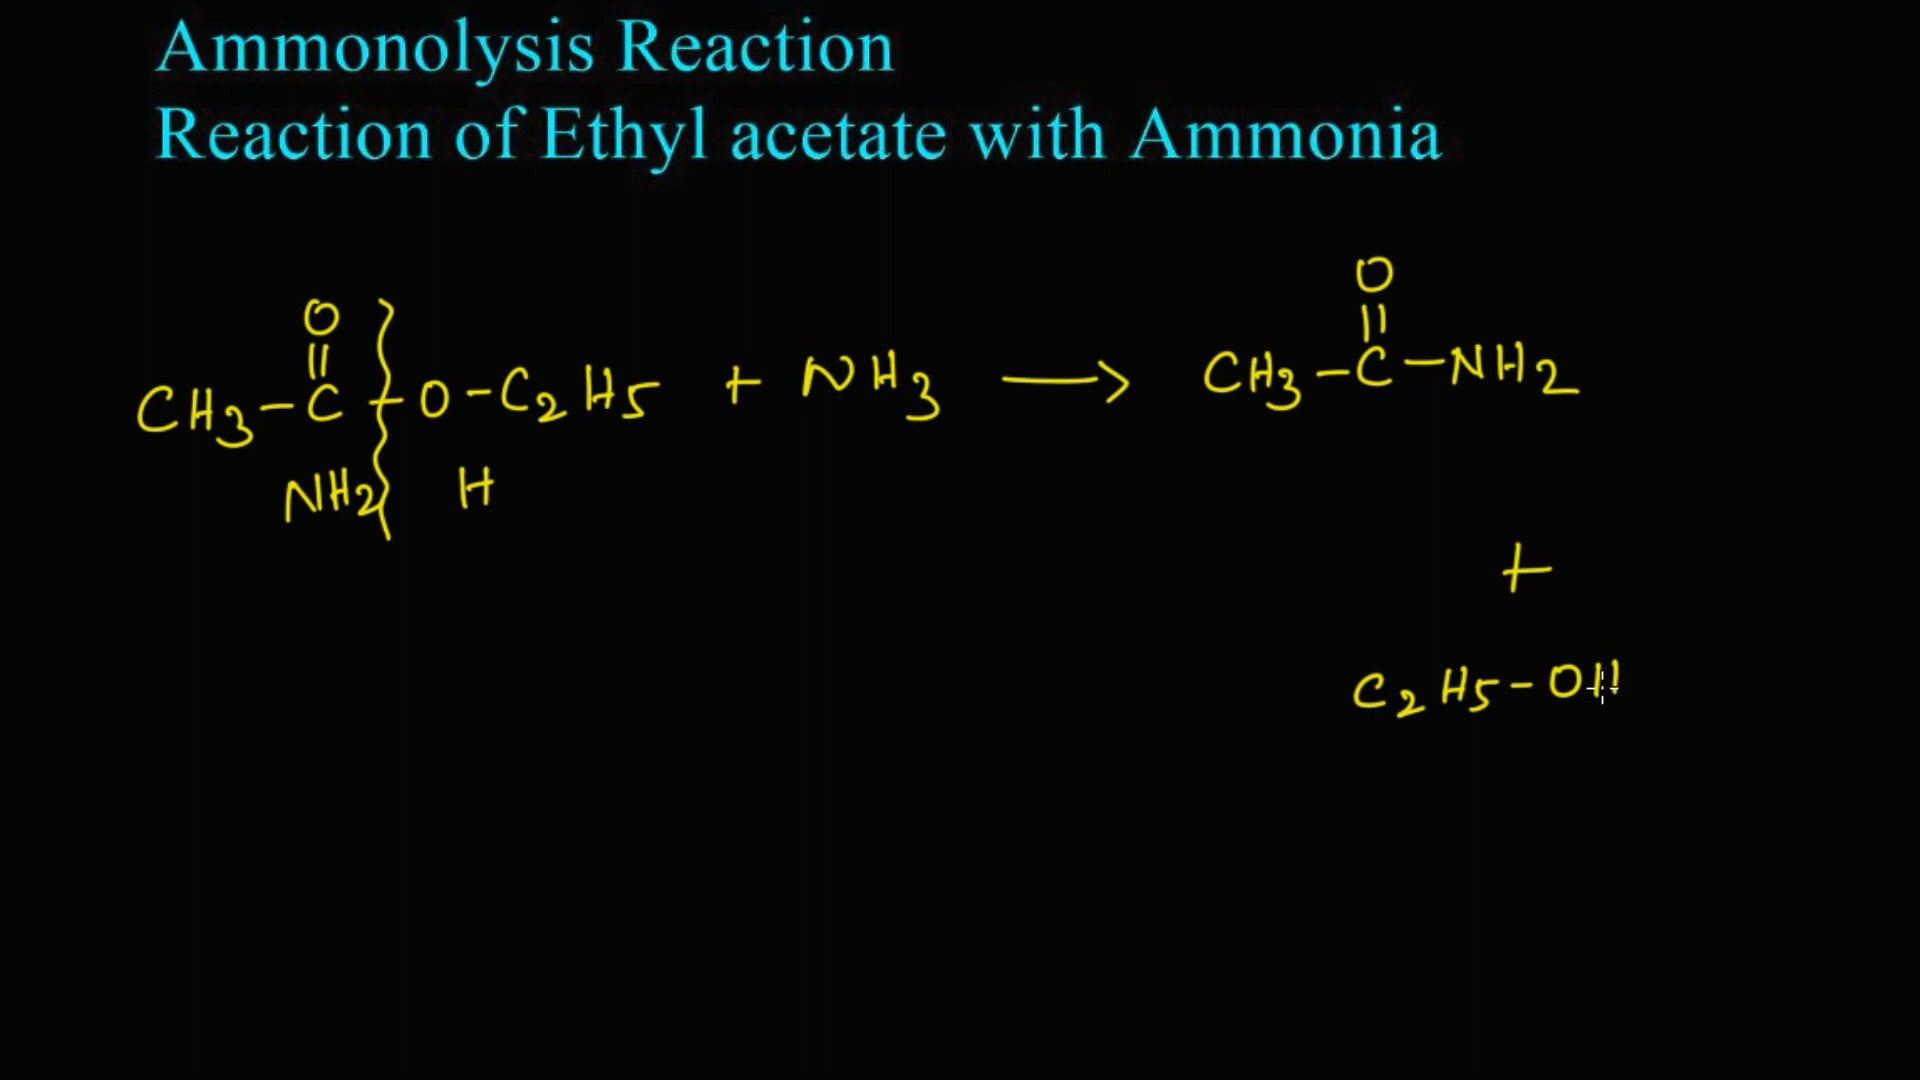 Ammonolysis Reaction
Reaction of Ethyl acetate with Ammonia
O
||
CH3-C-O-C2H5 + NH3 ⟶
NH2 H
O
||
CH3-C-NH2
+
C2H5-OH